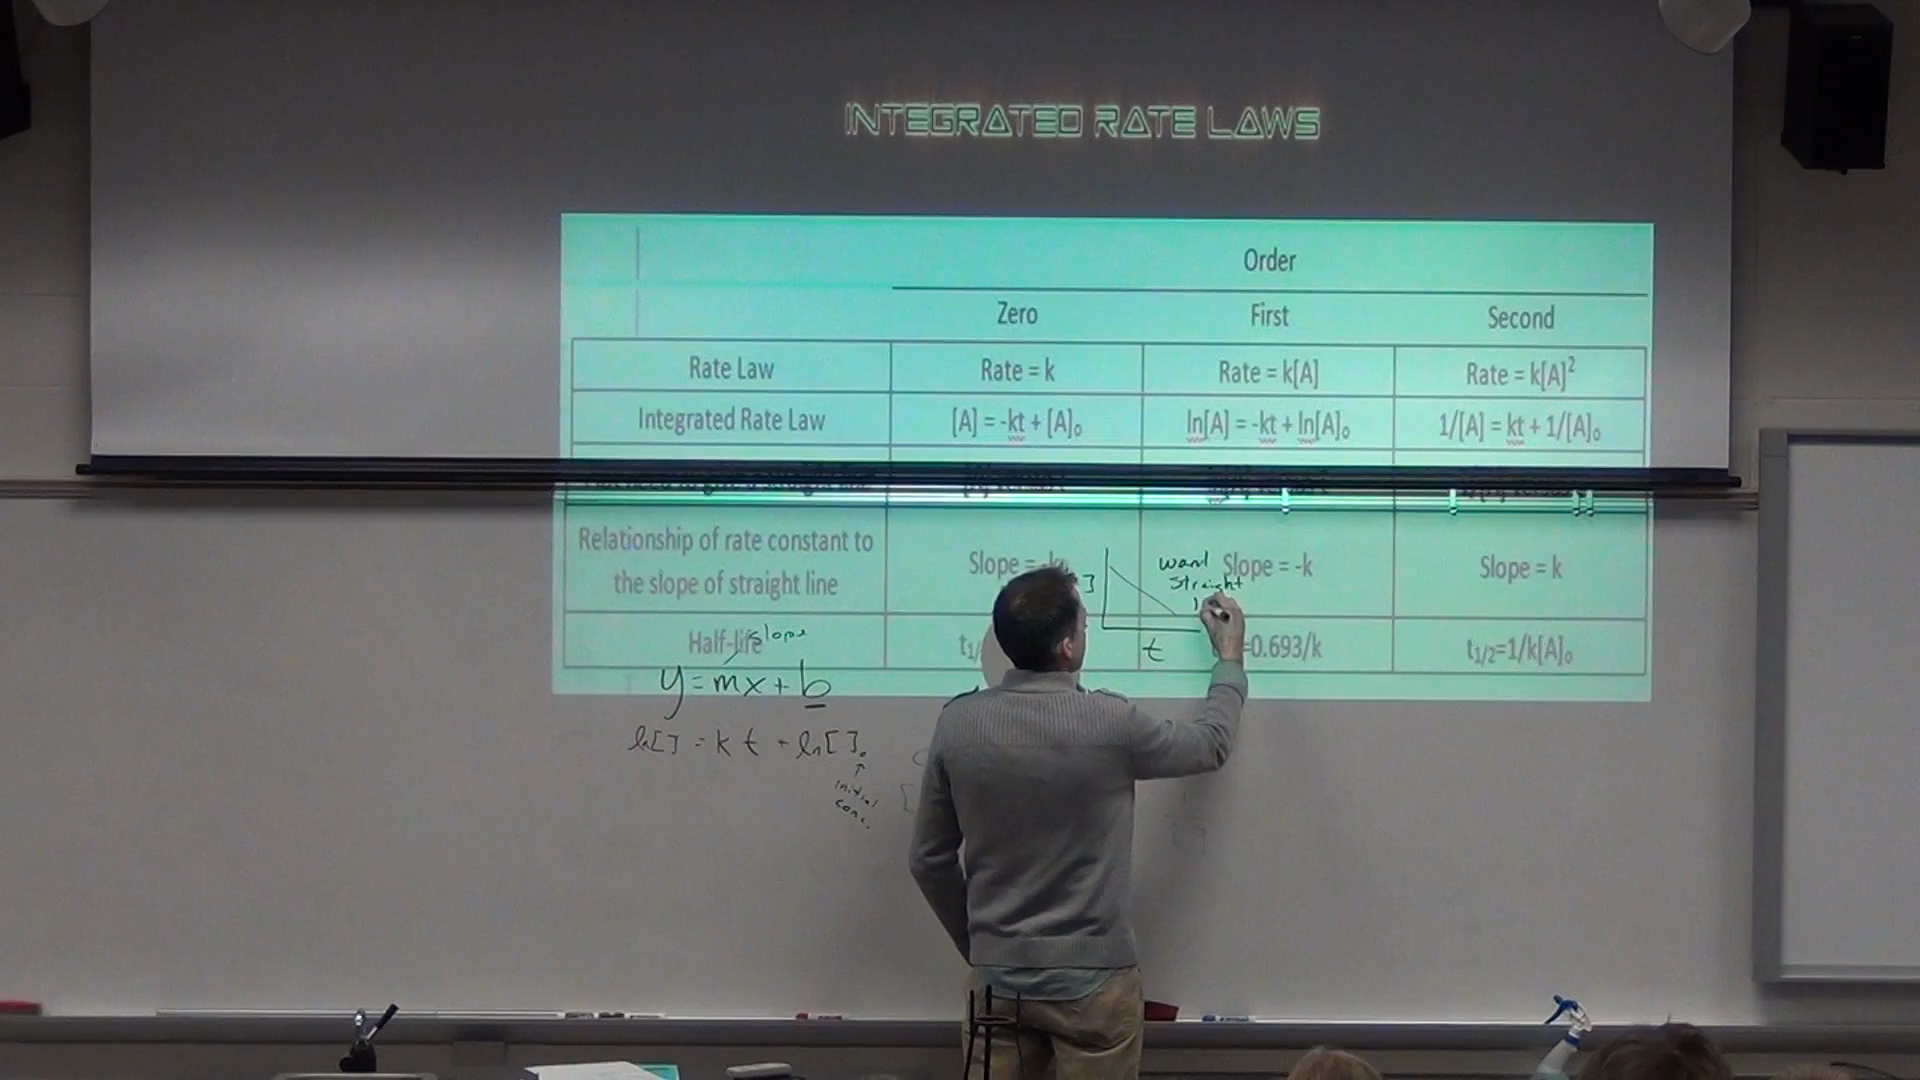 INTEGRATED RATE LAWS
Order
Zero First Second
Rate Law Rate = k Rate = k[A] Rate = k[A]²
Integrated Rate Law [A] = -kt + [A]₀ ln[A] = -kt + ln[A]₀ 1/[A] = kt + 1/[A]₀
Relationship of rate constant to
the slope of straight line
Slope = Slope = -k Slope = k
Half-life =0.693/k t1/2=1/k[A]₀
slope
y = mx + b
ln[] = k t + ln[]₀
initial
conc.
]
t
want
straight